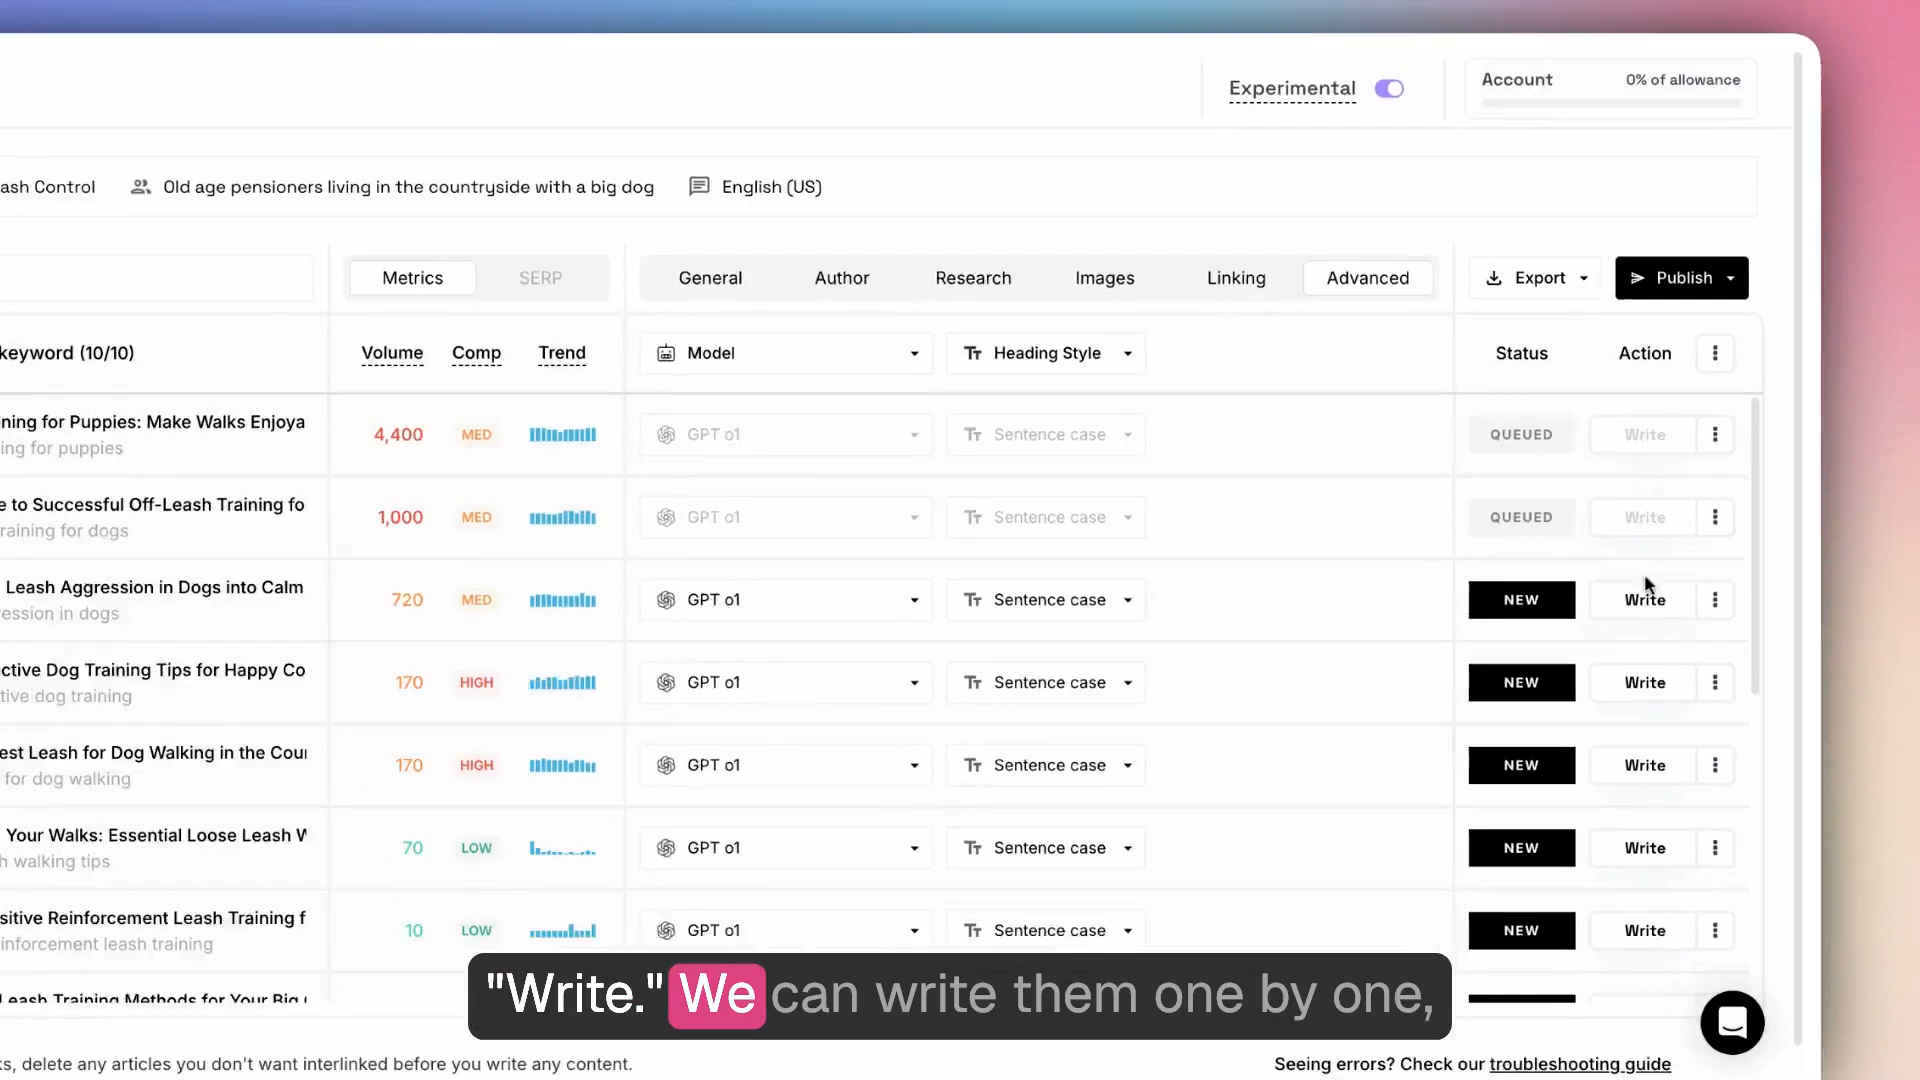 Experimental
Account 0% of allowance
ash Control Old age pensioners living in the countryside with a big dog English (US)
Metrics SERP General Author Research Images Linking Advanced Export Publish
keyword (10/10) Volume Comp Trend Model Heading Style Status Action
ning for Puppies: Make Walks Enjoya
ing for puppies
4,400 MED GPT o1 Sentence case QUEUED Write
e to Successful Off-Leash Training fo
raining for dogs
1,000 MED GPT o1 Sentence case QUEUED Write
Leash Aggression in Dogs into Calm
ession in dogs
720 MED GPT o1 Sentence case NEW Write
ctive Dog Training Tips for Happy Co
tive dog training
170 HIGH GPT o1 Sentence case NEW Write
est Leash for Dog Walking in the Cour
for dog walking
170 HIGH GPT o1 Sentence case NEW Write
Your Walks: Essential Loose Leash W
h walking tips
70 LOW GPT o1 Sentence case NEW Write
sitive Reinforcement Leash Training f
inforcement leash training
10 LOW GPT o1 Sentence case NEW Write
Leash Training Methods for Your Big
"Write." We can write them one by one,
ks, delete any articles you don't want interlinked before you write any content.
Seeing errors? Check our troubleshooting guide